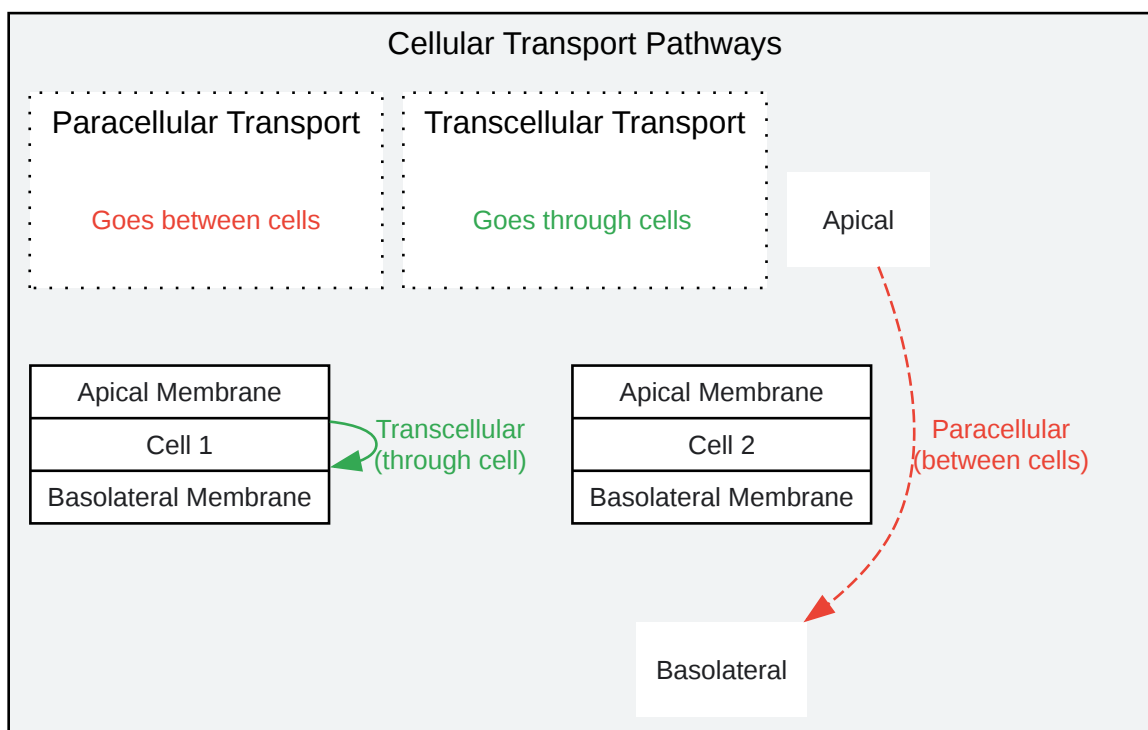 Cellular Transport Pathways
Paracellular Transport
Goes between cells
Transcellular Transport
Goes through cells
Apical
Apical Membrane
Cell 1
Basolateral Membrane
Transcellular
(through cell)
Apical Membrane
Cell 2
Basolateral Membrane
Paracellular
(between cells)
Basolateral